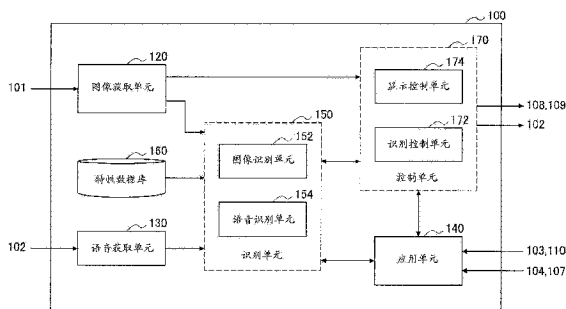 100
120
图像获取单元
101
170
174
显示控制单元
108,109
150
152
图像识别单元
172
识别控制单元
102
控制单元
160
特征数据库
154
语音识别单元
识别单元
130
语音获取单元
102
140
应用单元
103,110
104,107